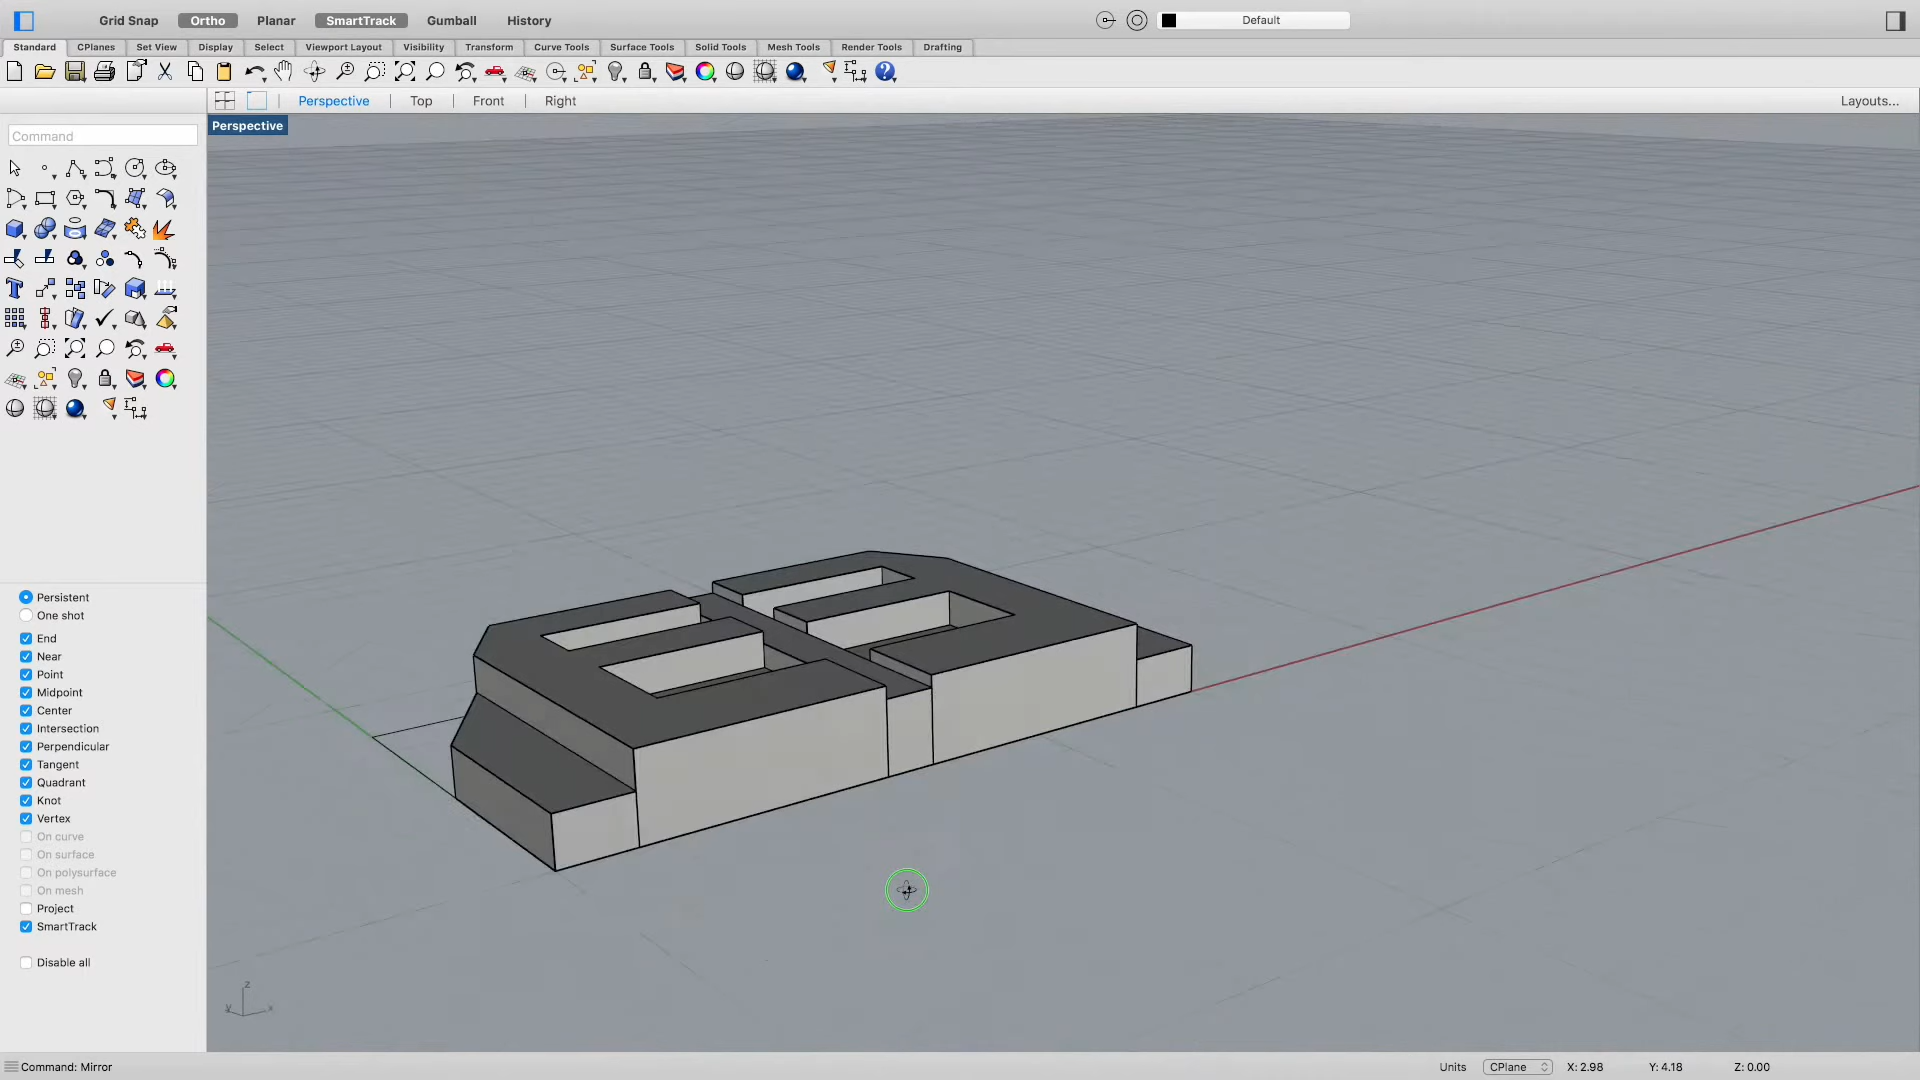 Grid Snap Ortho Planar SmartTrack Gumball History Default
Standard CPlanes Set View Display Select Viewport Layout Visibility Transform Curve Tools Surface Tools Solid Tools Mesh Tools Render Tools Drafting
Perspective Top Front Right Layouts...
Perspective
Command
Persistent
One shot
End
Near
Point
Midpoint
Center
Intersection
Perpendicular
Tangent
Quadrant
Knot
Vertex
On curve
On surface
On polysurface
On mesh
Project
SmartTrack
Disable all
z
y x
Command: Mirror Units CPlane X: 2.98 Y: 4.18 Z: 0.00